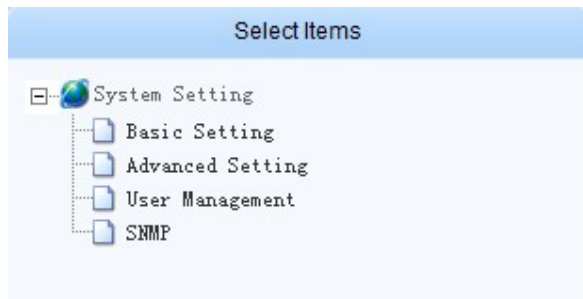 Select Items
System Setting
Basic Setting
Advanced Setting
User Management
SNMP